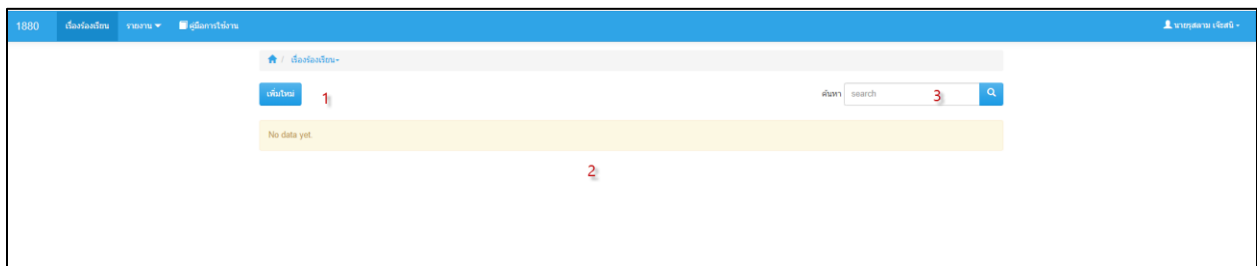 1880 เรื่องร้องเรียน รายงาน คู่มือการใช้งาน
/ เรื่องร้องเรียน
เพิ่มใหม่ 1 ค้นหา search 3
No data yet.
2